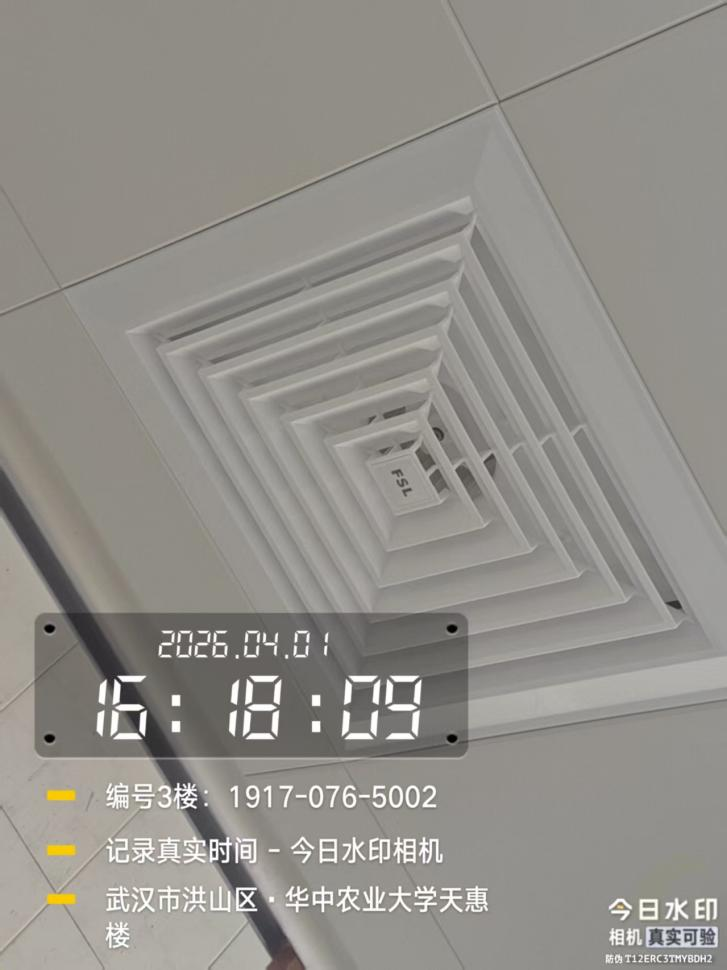 FSL
2026.04.01
16:18:09
编号3楼：1917-076-5002
记录真实时间 - 今日水印相机
武汉市洪山区·华中农业大学天惠
楼
今日水印
相机 真实可验
防伪 T12ERC3TMYBDH2